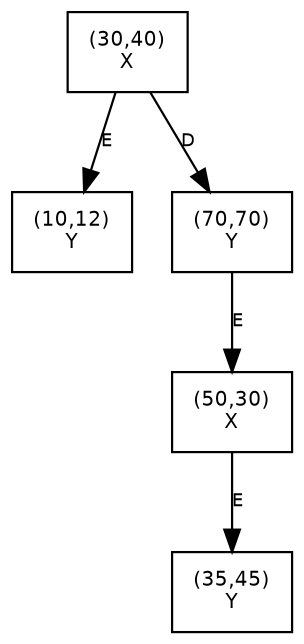 (30,40)
X
E
D
(10,12)
Y
(70,70)
Y
E
(50,30)
X
E
(35,45)
Y